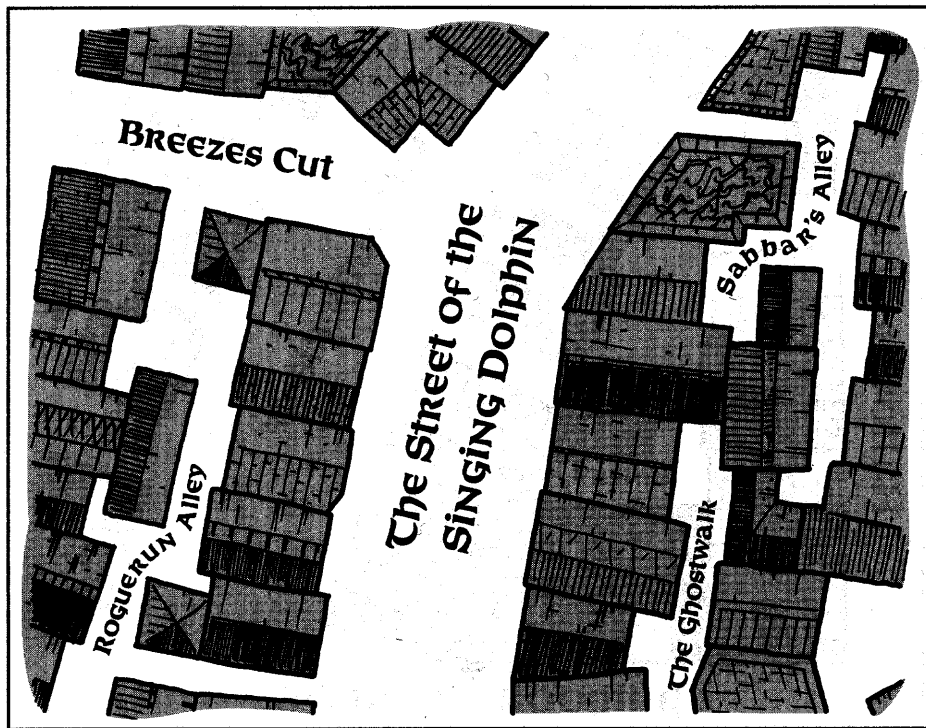 Breezes Cut
The Street of the
Singing Dolphin
Sabbar's Alley
Roguerun Alley
The Ghostwalk